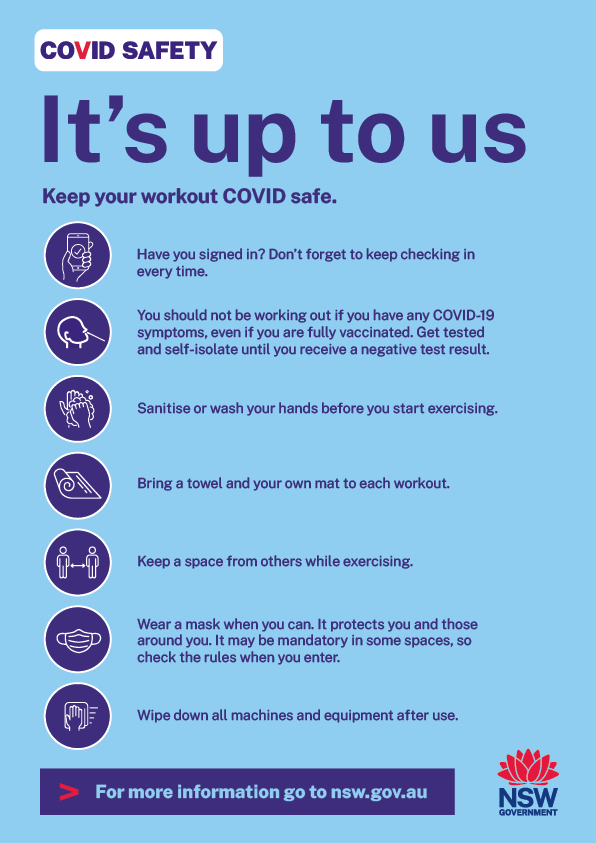 COVID SAFETY
It’s up to us
Keep your workout COVID safe.
Have you signed in? Don’t forget to keep checking in
every time.
You should not be working out if you have any COVID-19
symptoms, even if you are fully vaccinated. Get tested
and self-isolate until you receive a negative test result.
Sanitise or wash your hands before you start exercising.
Bring a towel and your own mat to each workout.
Keep a space from others while exercising.
Wear a mask when you can. It protects you and those
around you. It may be mandatory in some spaces, so
check the rules when you enter.
Wipe down all machines and equipment after use.
> For more information go to nsw.gov.au
NSW
GOVERNMENT